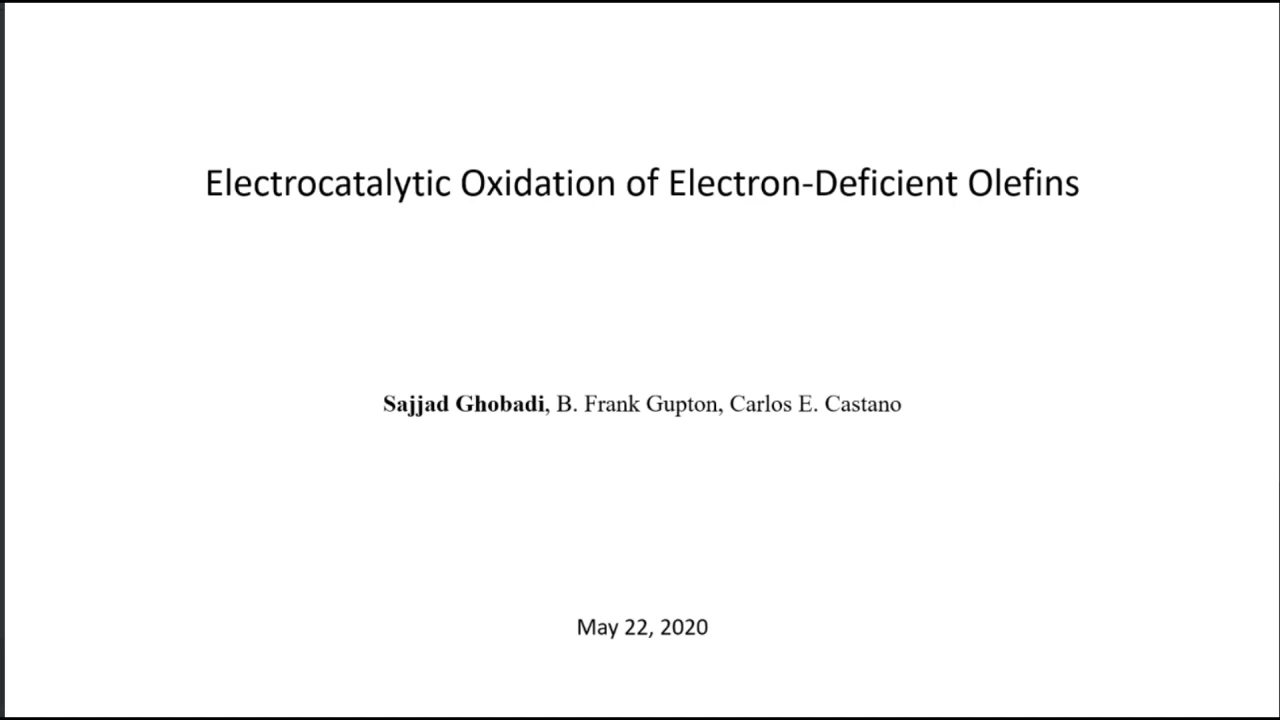 Electrocatalytic Oxidation of Electron-Deficient Olefins
Sajjad Ghobadi, B. Frank Gupton, Carlos E. Castano
May 22, 2020